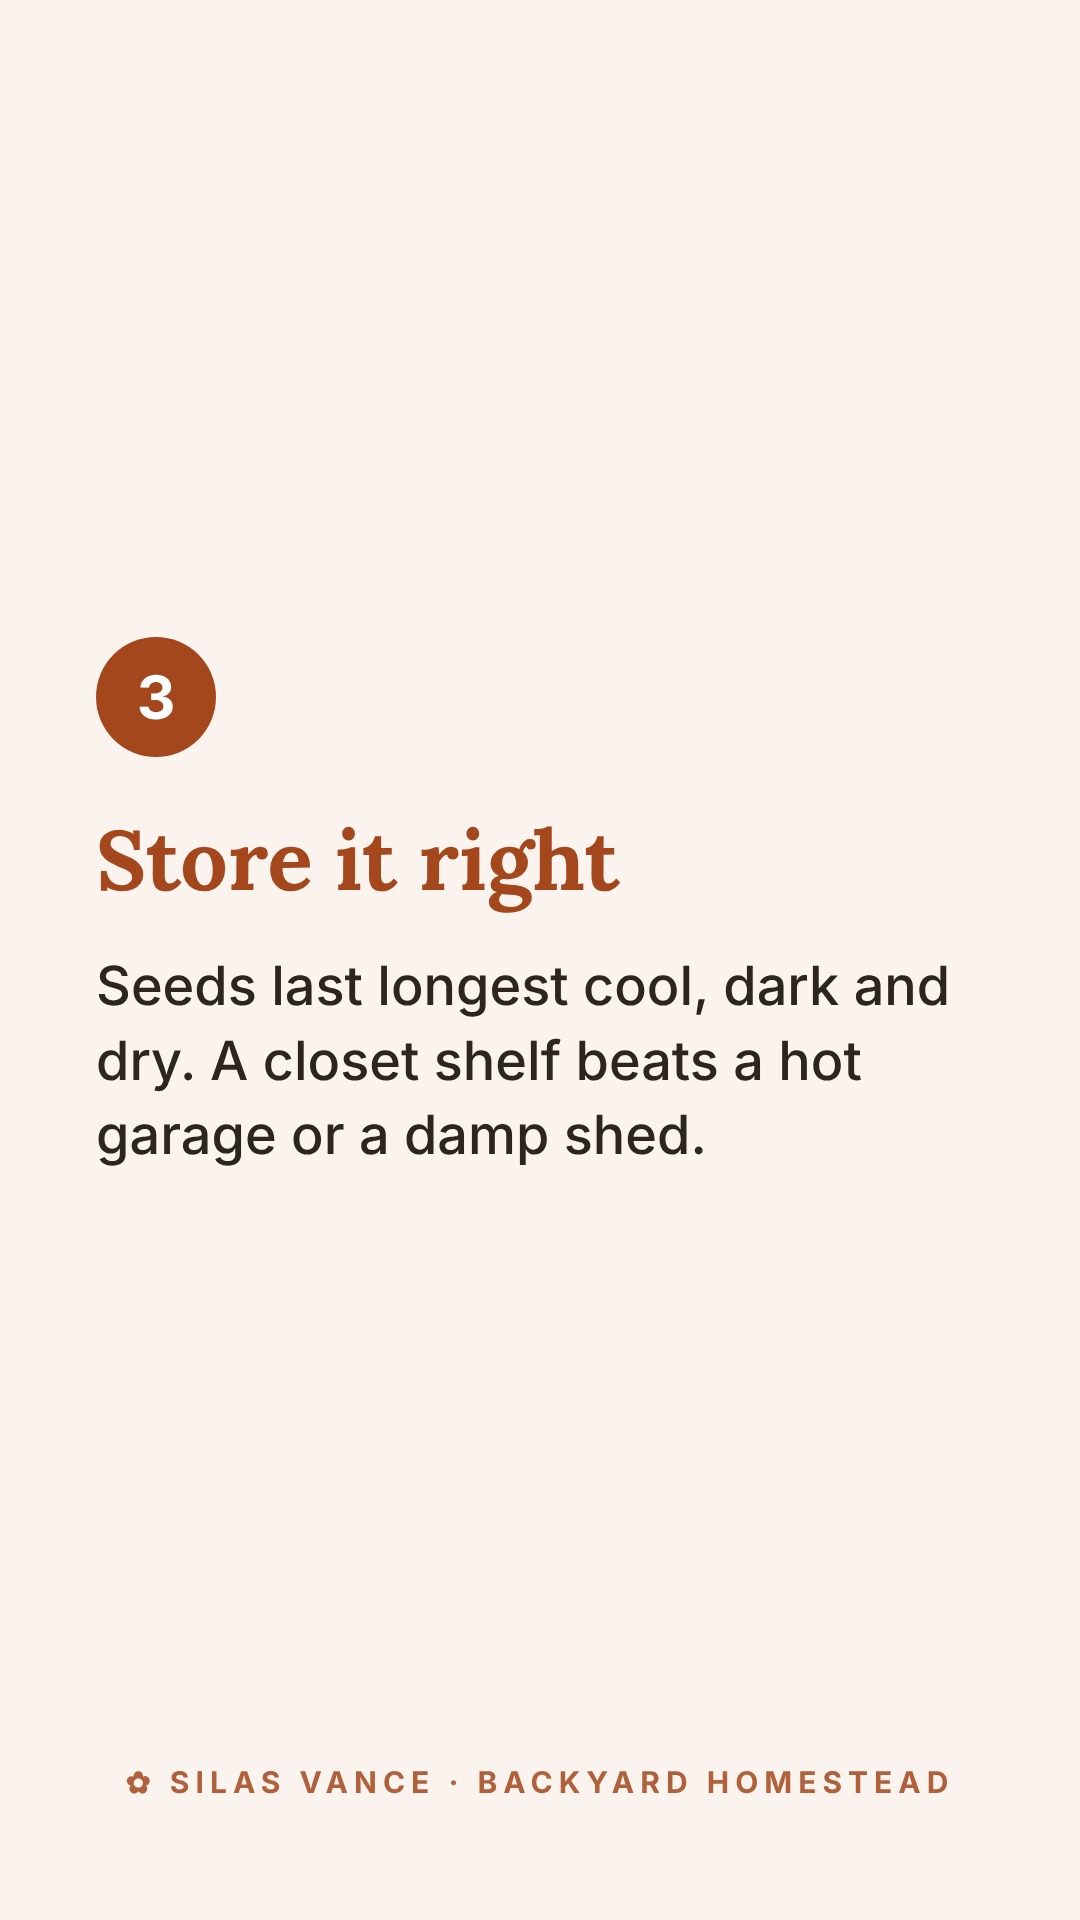 3
Store it right
Seeds last longest cool, dark and
dry. A closet shelf beats a hot
garage or a damp shed.
✿ SILAS VANCE · BACKYARD HOMESTEAD